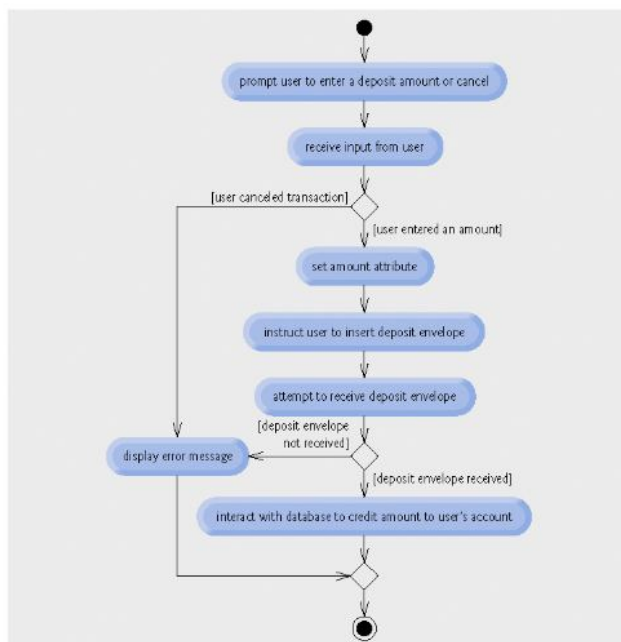 prompt user to enter a deposit amount or cancel
receive input from user
[user canceled transaction]
[user entered an amount]
set amount attribute
instruct user to insert deposit envelope
attempt to receive deposit envelope
[deposit envelope
not received]
display error message
[deposit envelope received]
interact with database to credit amount to user's account